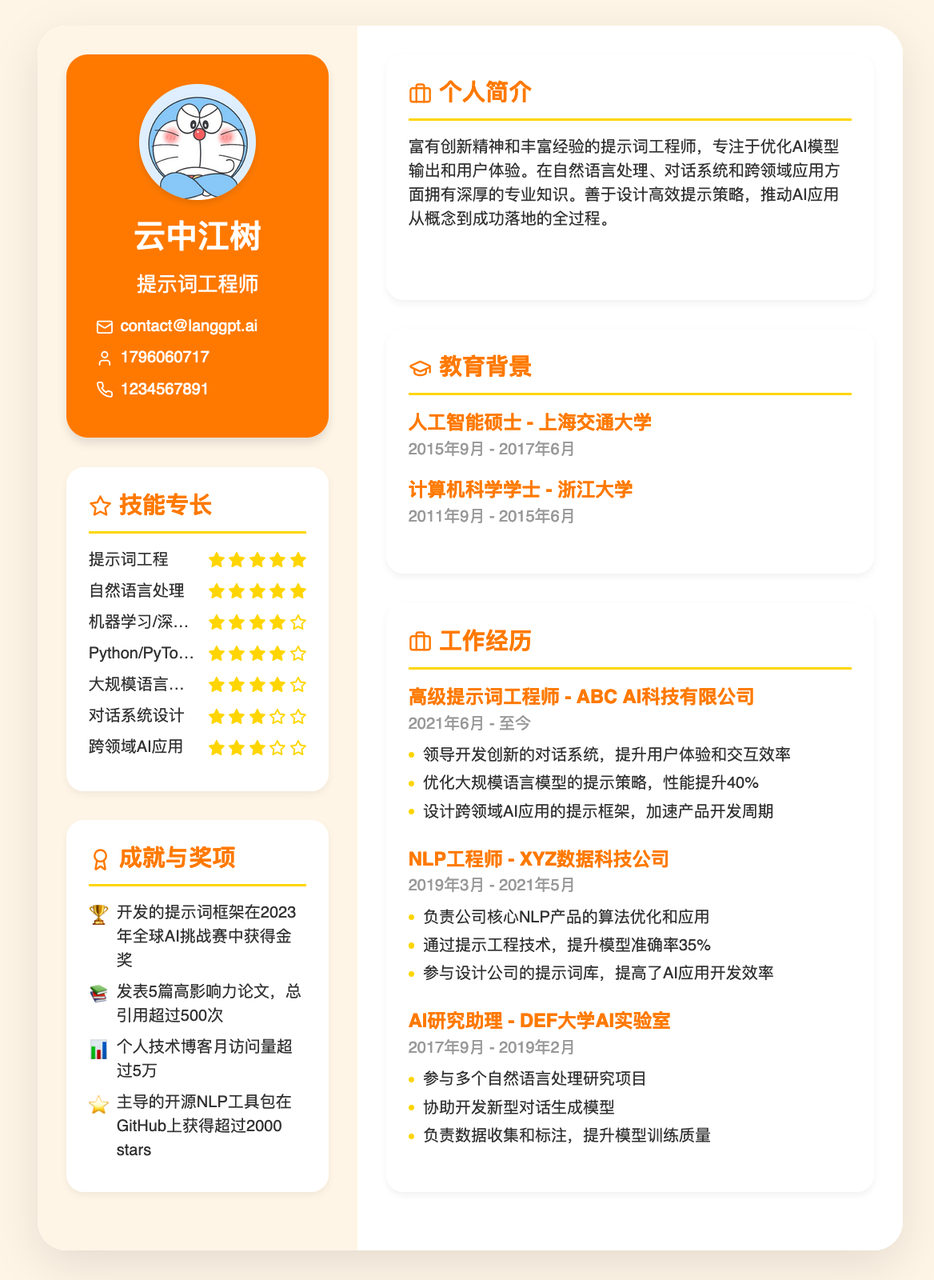 云中江树
提示词工程师
contact@langgpt.ai
1796060717
1234567891
技能专长
提示词工程
自然语言处理
机器学习/深...
Python/PyTo...
大规模语言...
对话系统设计
跨领域AI应用
成就与奖项
开发的提示词框架在2023
年全球AI挑战赛中获得金
奖
发表5篇高影响力论文，总
引用超过500次
个人技术博客月访问量超
过5万
主导的开源NLP工具包在
GitHub上获得超过2000
stars
个人简介
富有创新精神和丰富经验的提示词工程师，专注于优化AI模型
输出和用户体验。在自然语言处理、对话系统和跨领域应用方
面拥有深厚的专业知识。善于设计高效提示策略，推动AI应用
从概念到成功落地的全过程。
教育背景
人工智能硕士 - 上海交通大学
2015年9月 - 2017年6月
计算机科学学士 - 浙江大学
2011年9月 - 2015年6月
工作经历
高级提示词工程师 - ABC AI科技有限公司
2021年6月 - 至今
领导开发创新的对话系统，提升用户体验和交互效率
优化大规模语言模型的提示策略，性能提升40%
设计跨领域AI应用的提示框架，加速产品开发周期
NLP工程师 - XYZ数据科技公司
2019年3月 - 2021年5月
负责公司核心NLP产品的算法优化和应用
通过提示工程技术，提升模型准确率35%
参与设计公司的提示词库，提高了AI应用开发效率
AI研究助理 - DEF大学AI实验室
2017年9月 - 2019年2月
参与多个自然语言处理研究项目
协助开发新型对话生成模型
负责数据收集和标注，提升模型训练质量